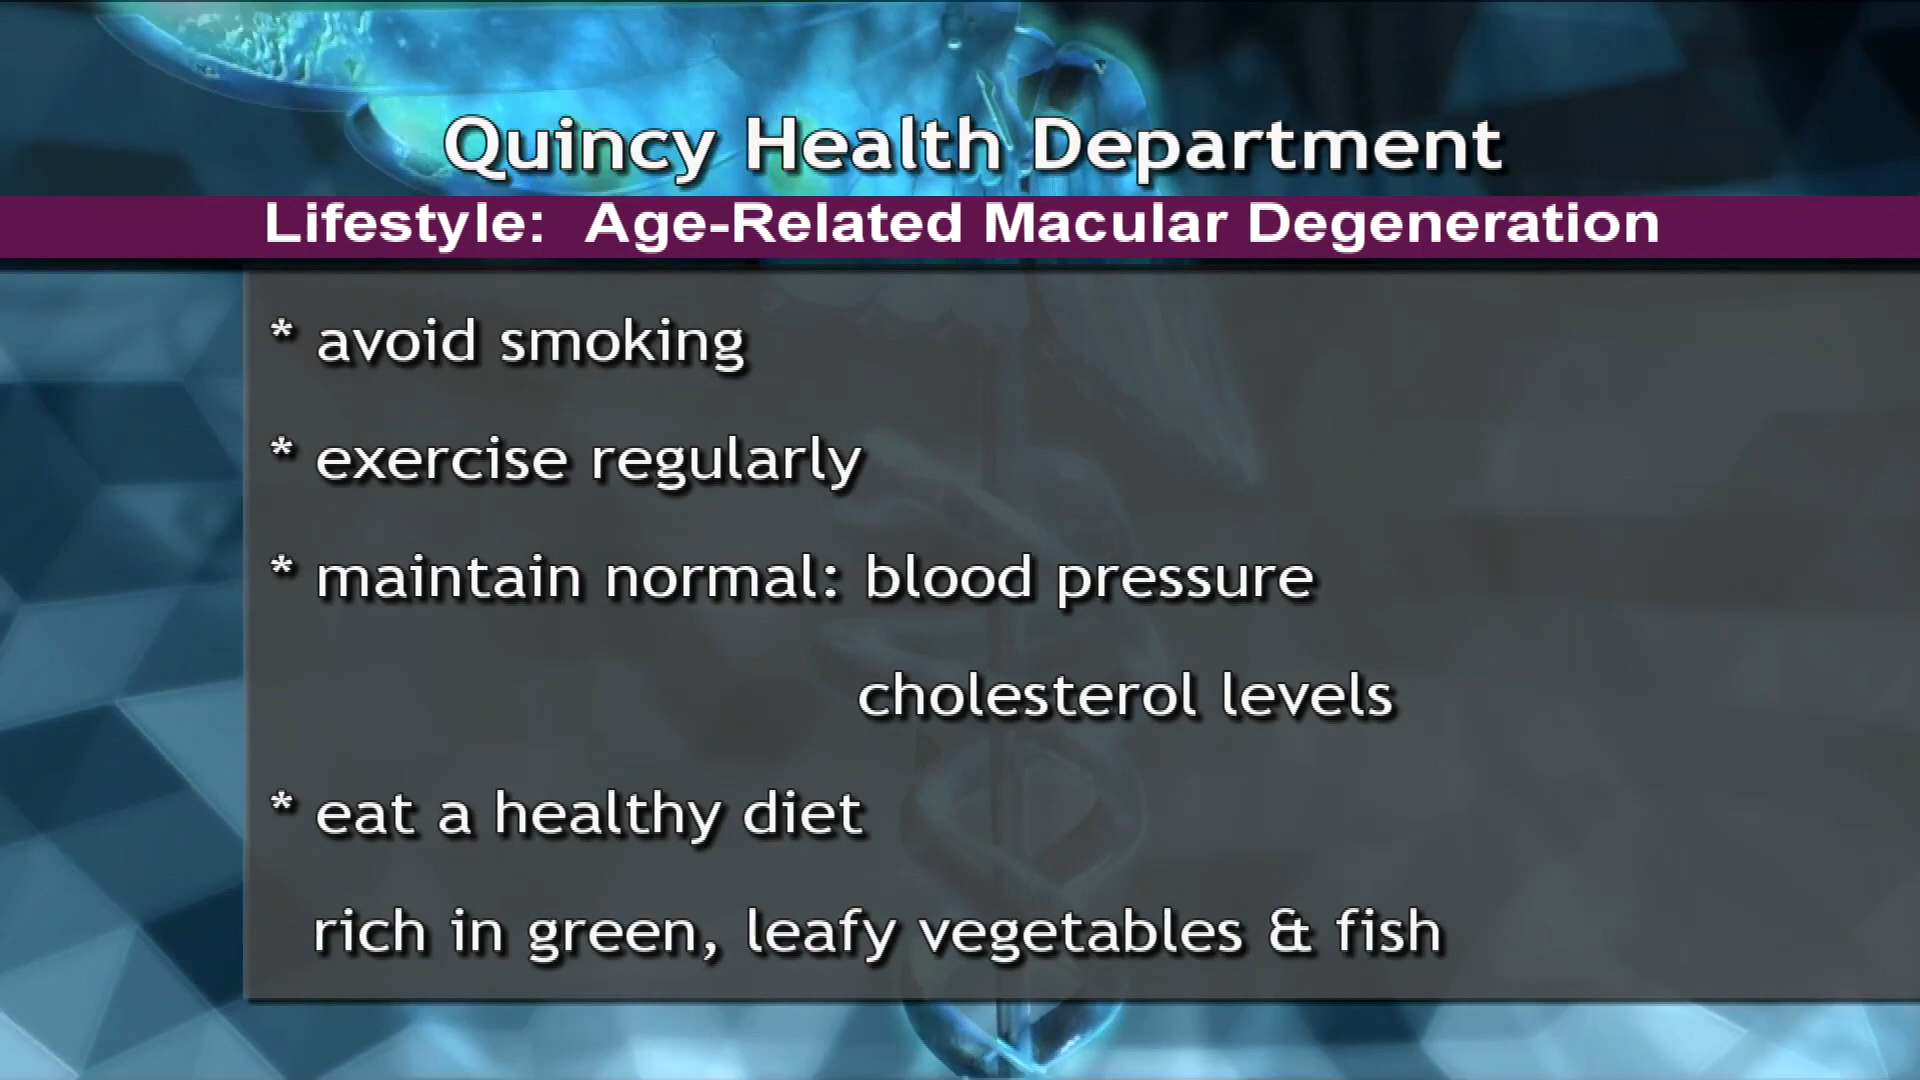 Quincy Health Department
Lifestyle: Age-Related Macular Degeneration
* avoid smoking
* exercise regularly
* maintain normal: blood pressure
cholesterol levels
* eat a healthy diet
rich in green, leafy vegetables & fish